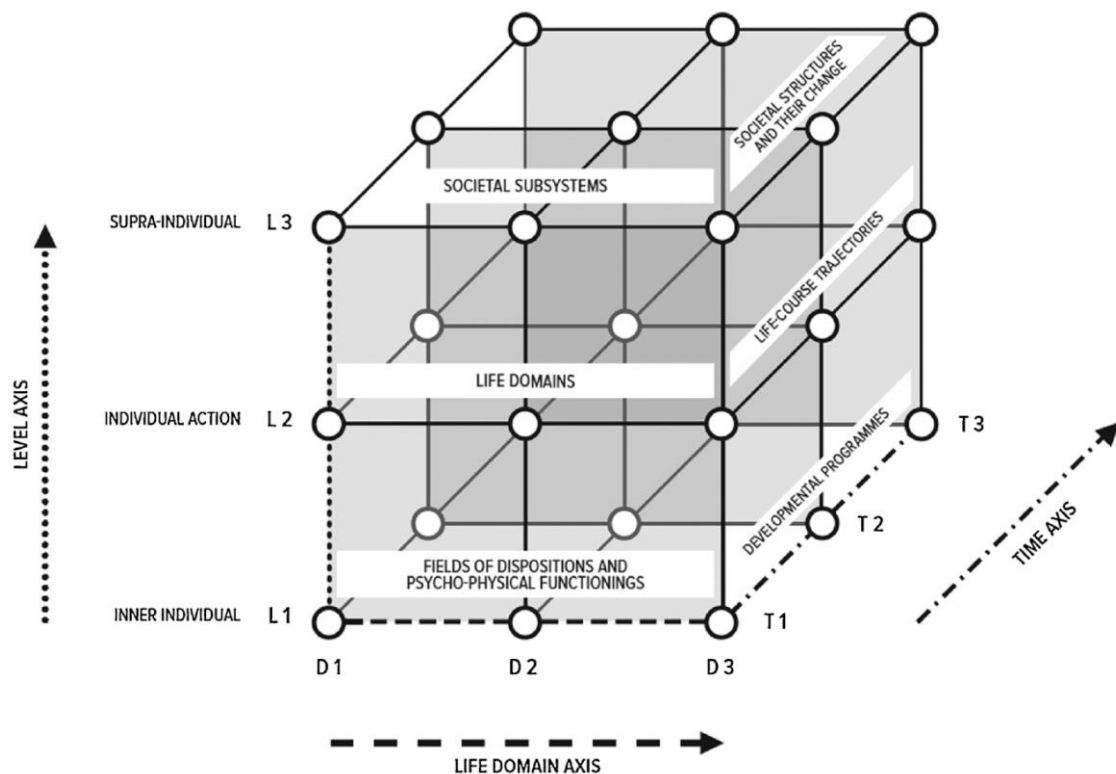 SOCIETAL STRUCTURES
AND THEIR CHANGE
SOCIETAL SUBSYSTEMS
SUPRA-INDIVIDUAL L 3
LIFE-COURSE TRAJECTORIES
LIFE DOMAINS
LEVEL AXIS
INDIVIDUAL ACTION L 2
T 3
DEVELOPMENTAL PROGRAMMES
T 2
TIME AXIS
FIELDS OF DISPOSITIONS AND
PSYCHO-PHYSICAL FUNCTIONINGS
INNER INDIVIDUAL L 1
T 1
D 1 D 2 D 3
LIFE DOMAIN AXIS